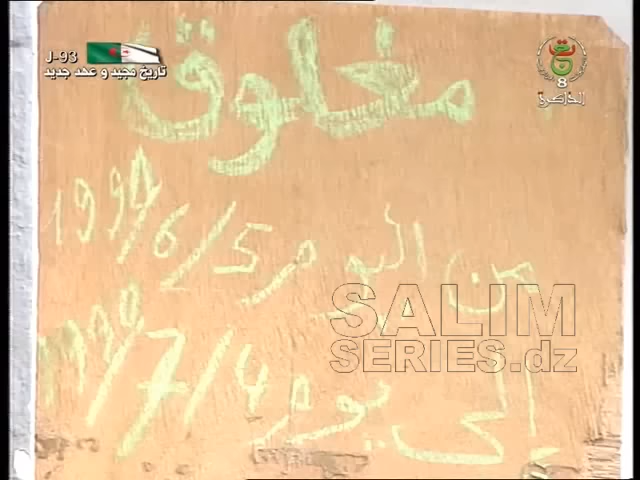 J-93
تاريخ مجيد و عهد جديد
8
الذاكرة
مغلوق
من اليوم 5/6/1999
إلى يوم 4/7/1999
SALIM
SERIES.dz